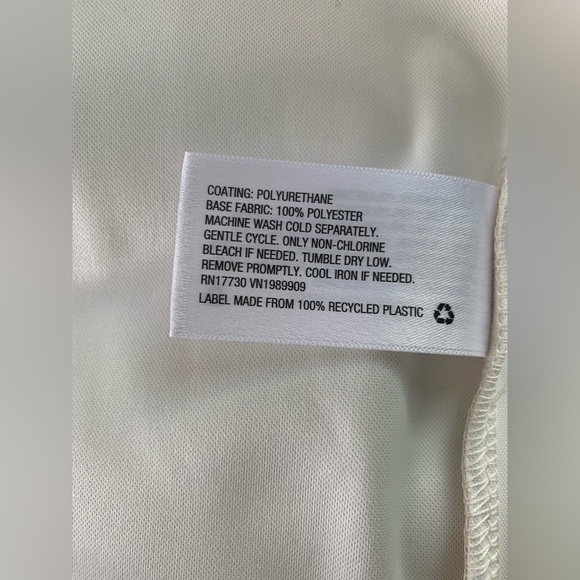 COATING: POLYURETHANE
BASE FABRIC: 100% POLYESTER
MACHINE WASH COLD SEPARATELY.
GENTLE CYCLE. ONLY NON-CHLORINE
BLEACH IF NEEDED. TUMBLE DRY LOW.
REMOVE PROMPTLY. COOL IRON IF NEEDED.
RN17730 VN1989909
LABEL MADE FROM 100% RECYCLED PLASTIC